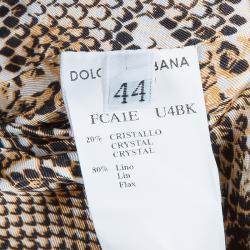 DOLC BANA
44
FCA1E U4BK
20% CRISTALLO
CRYSTAL
CRYSTAL
80% Lino
Lin
Flax